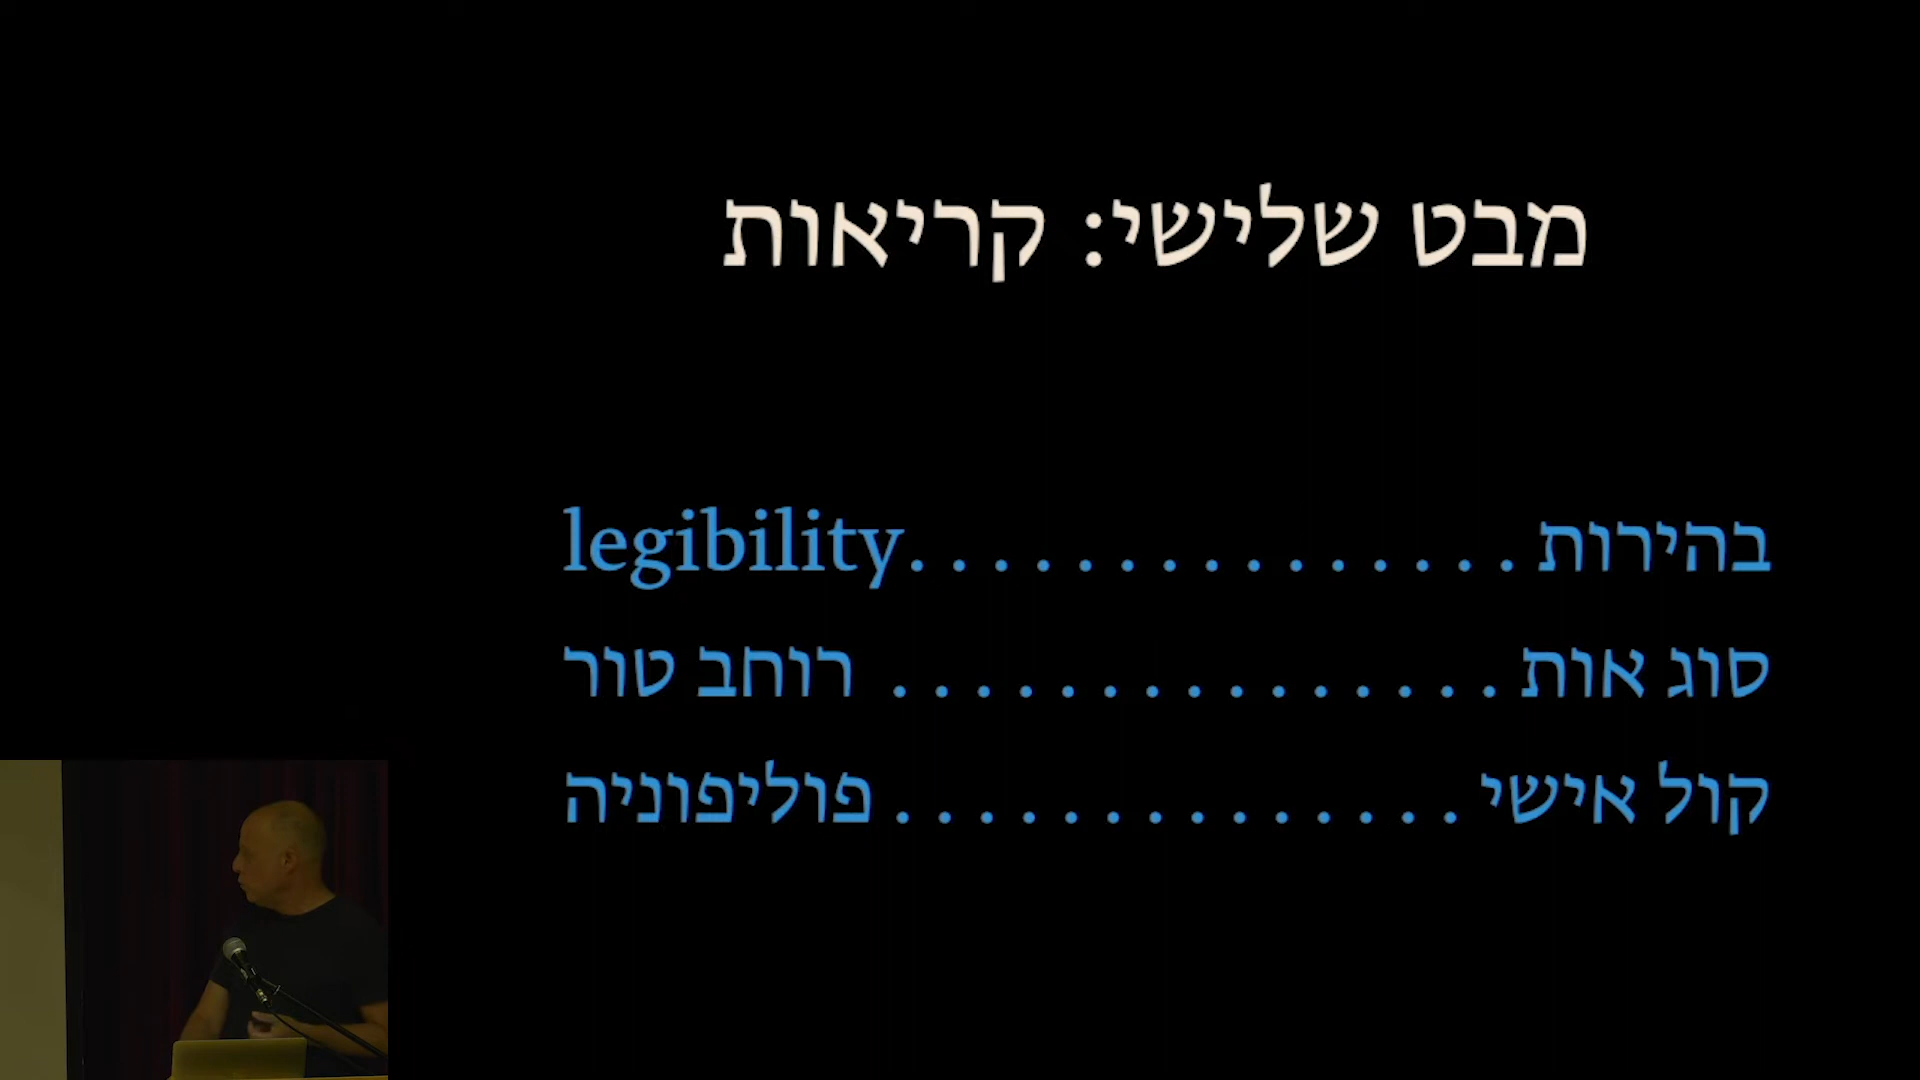 מבט שלישי: קריאות
בהירות................legibility
סוג אות............... רוחב טור
קול אישי.............. פוליפוניה